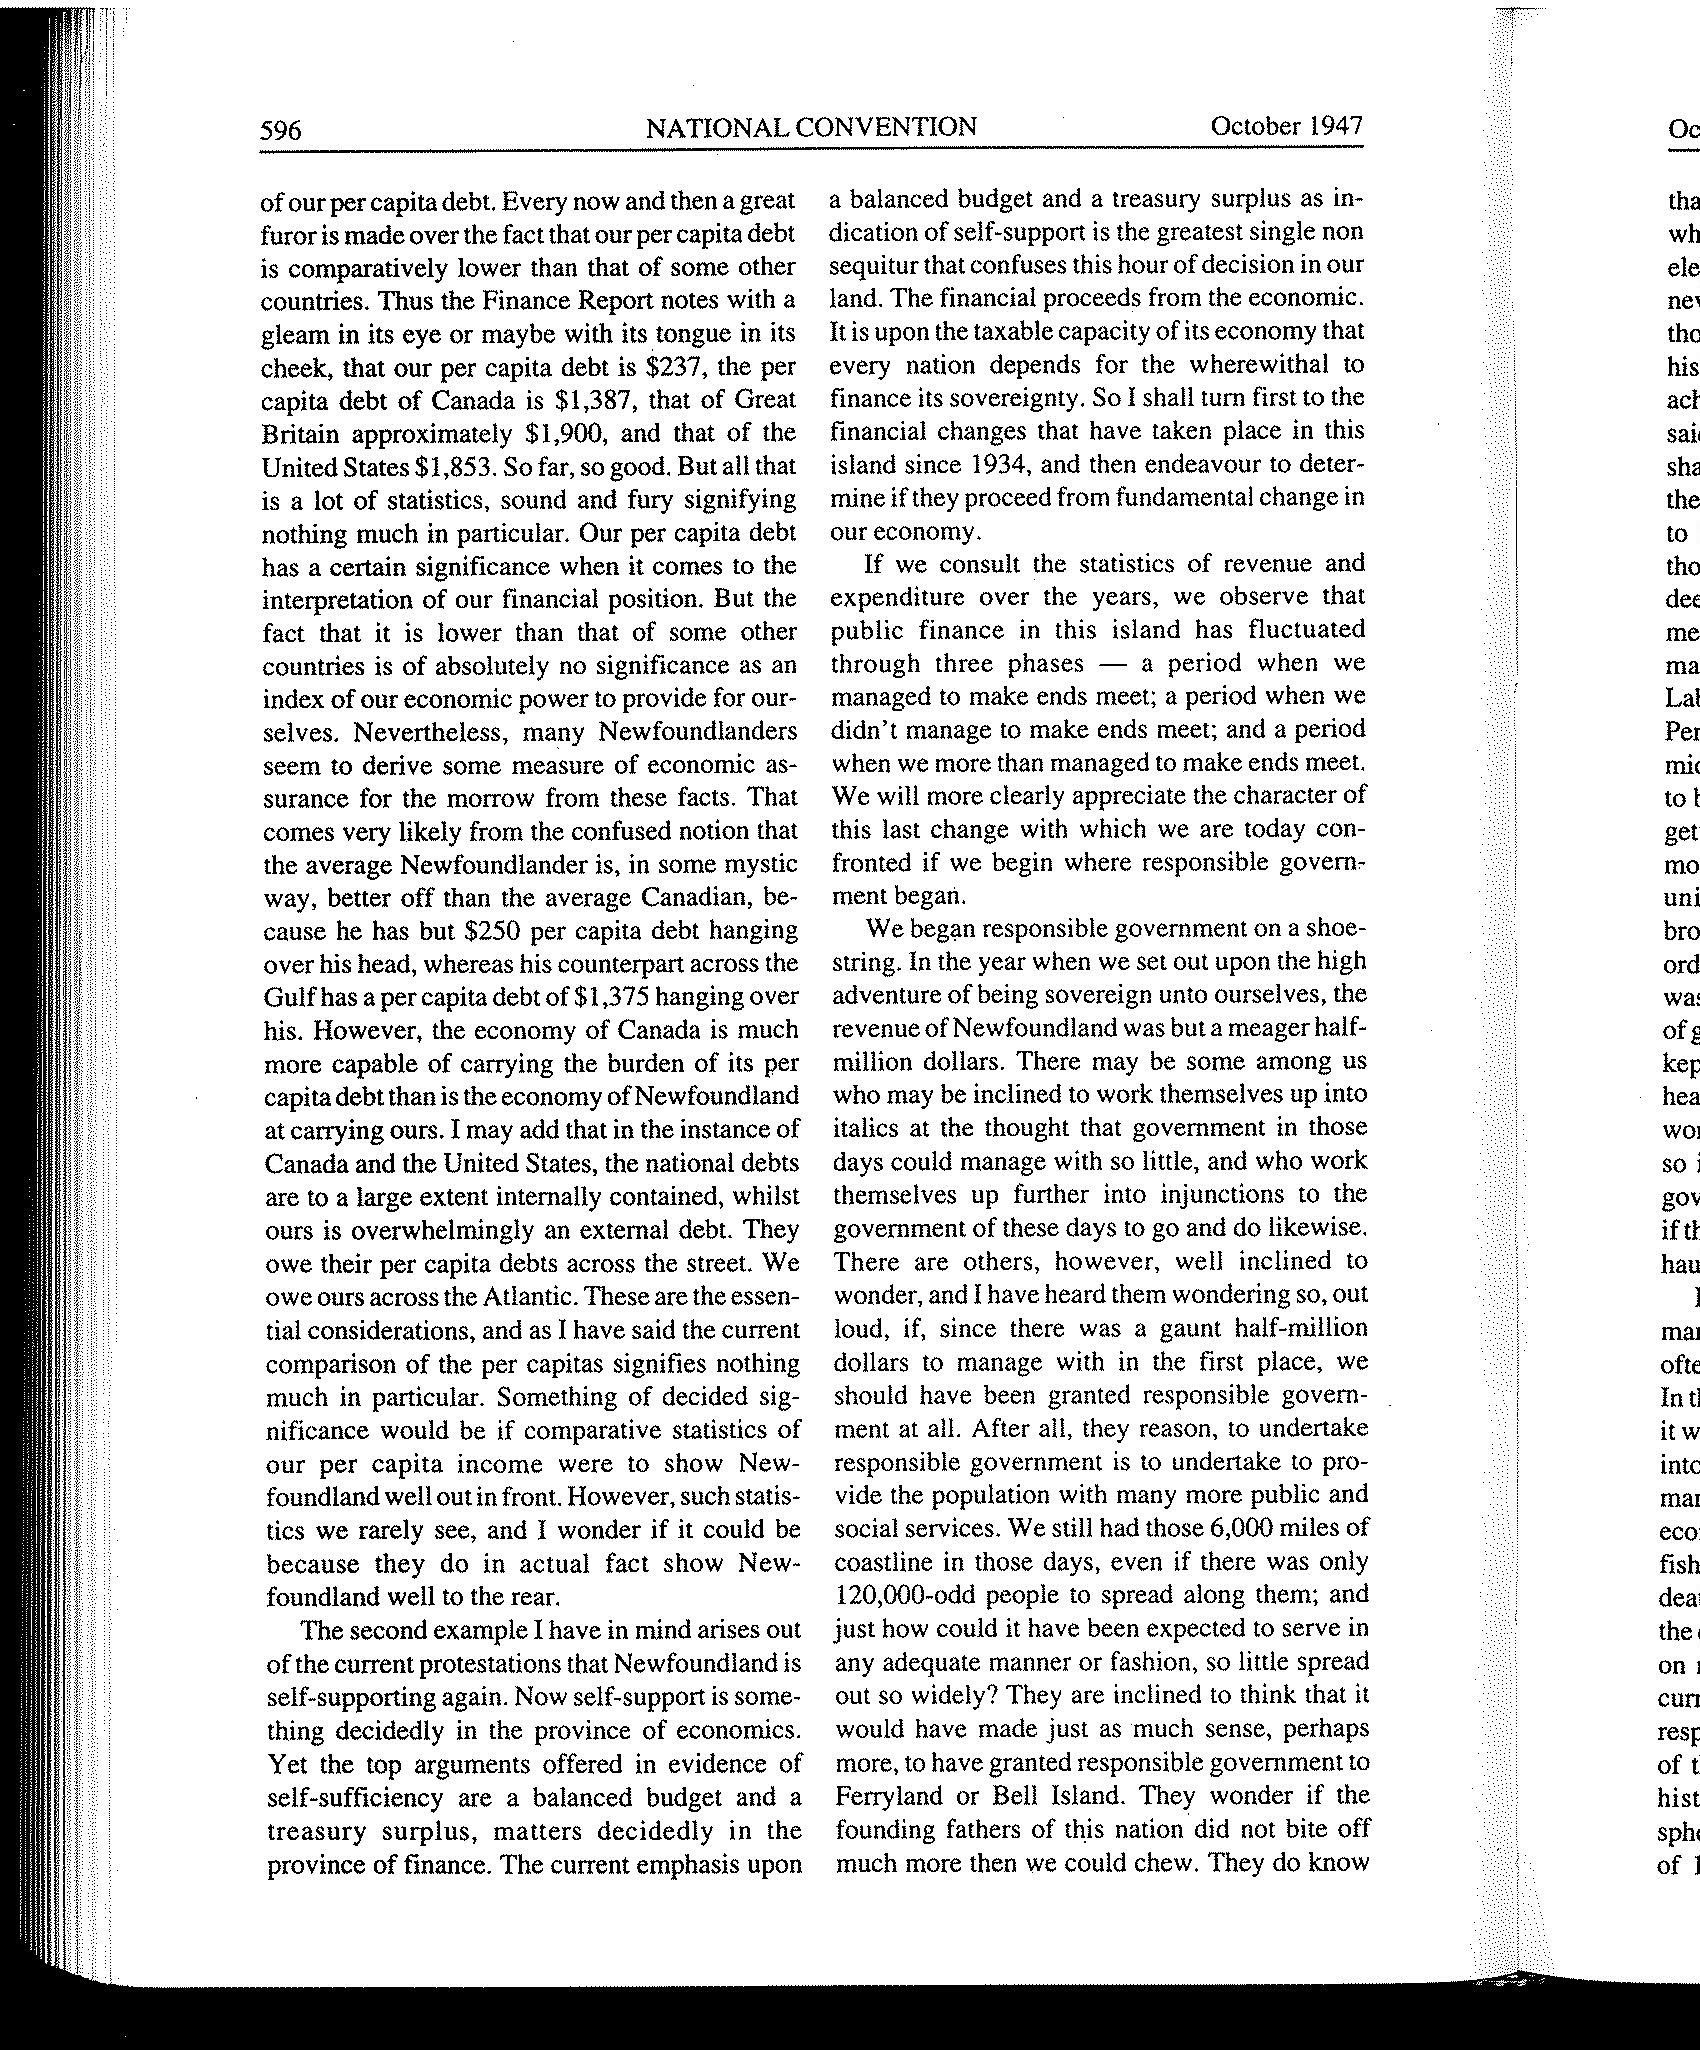 596
NATIONAL CONVENTION
October 1947
of our per capita debt. Every now and then a great
furor is made over the fact that our per capita debt
is comparatively lower than that of some other
countries. Thus the Finance Report notes with a
gleam in its eye or maybe with its tongue in its
cheek, that our per capita debt is $237, the per
capita debt of Canada is $1,387, that of Great
Britain approximately $1,900, and that of the
United States $1,853. So far, so good. But all that
is a lot of statistics, sound and fury signifying
nothing much in particular. Our per capita debt
has a certain significance when it comes to the
interpretation of our financial position. But the
fact that it is lower than that of some other
countries is of absolutely no significance as an
index of our economic power to provide for our-
selves. Nevertheless, many Newfoundlanders
seem to derive some measure of economic as-
surance for the morrow from these facts. That
comes very likely from the confused notion that
the average Newfoundlander is, in some mystic
way, better off than the average Canadian, be-
cause he has but $250 per capita debt hanging
over his head, whereas his counterpart across the
Gulf has a per capita debt of $1,375 hanging over
his. However, the economy of Canada is much
more capable of carrying the burden of its per
capita debt than is the economy of Newfoundland
at carrying ours. I may add that in the instance of
Canada and the United States, the national debts
are to a large extent internally contained, whilst
ours is overwhelmingly an external debt. They
owe their per capita debts across the street. We
owe ours across the Atlantic. These are the essen-
tial considerations, and as I have said the current
comparison of the per capitas signifies nothing
much in particular. Something of decided sig-
nificance would be if comparative statistics of
our per capita income were to show New-
foundland well out in front. However, such statis-
tics we rarely see, and I wonder if it could be
because they do in actual fact show New-
foundland well to the rear.
The second example I have in mind arises out
of the current protestations that Newfoundland is
self-supporting again. Now self-support is some-
thing decidedly in the province of economics.
Yet the top arguments offered in evidence of
self-sufficiency are a balanced budget and a
treasury surplus, matters decidedly in the
province of finance. The current emphasis upon
a balanced budget and a treasury surplus as in-
dication of self-support is the greatest single non
sequitur that confuses this hour of decision in our
land. The financial proceeds from the economic.
It is upon the taxable capacity of its economy that
every nation depends for the wherewithal to
finance its sovereignty. So I shall turn first to the
financial changes that have taken place in this
island since 1934, and then endeavour to deter-
mine if they proceed from fundamental change in
our economy.
If we consult the statistics of revenue and
expenditure over the years, we observe that
public finance in this island has fluctuated
through three phases — a period when we
managed to make ends meet; a period when we
didn't manage to make ends meet; and a period
when we more than managed to make ends meet.
We will more clearly appreciate the character of
this last change with which we are today con-
fronted if we begin where responsible govern-
ment began.
We began responsible government on a shoe-
string. In the year when we set out upon the high
adventure of being sovereign unto ourselves, the
revenue of Newfoundland was but a meager half-
million dollars. There may be some among us
who may be inclined to work themselves up into
italics at the thought that government in those
days could manage with so little, and who work
themselves up further into injunctions to the
government of these days to go and do likewise.
There are others, however, well inclined to
wonder, and I have heard them wondering so, out
loud, if, since there was a gaunt half-million
dollars to manage with in the first place, we
should have been granted responsible govern-
ment at all. After all, they reason, to undertake
responsible government is to undertake to pro-
vide the population with many more public and
social services. We still had those 6,000 miles of
coastline in those days, even if there was only
120,000-odd people to spread along them; and
just how could it have been expected to serve in
any adequate manner or fashion, so little spread
out so widely? They are inclined to think that it
would have made just as much sense, perhaps
more, to have granted responsible government to
Ferryland or Bell Island. They wonder if the
founding fathers of this nation did not bite off
much more then we could chew. They do know